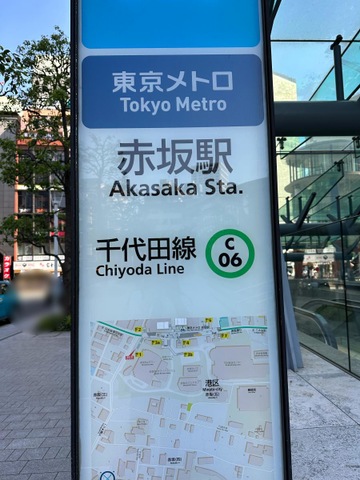 東京メトロ
Tokyo Metro
赤坂駅
Akasaka Sta.
千代田線
Chiyoda Line
C
06
港区